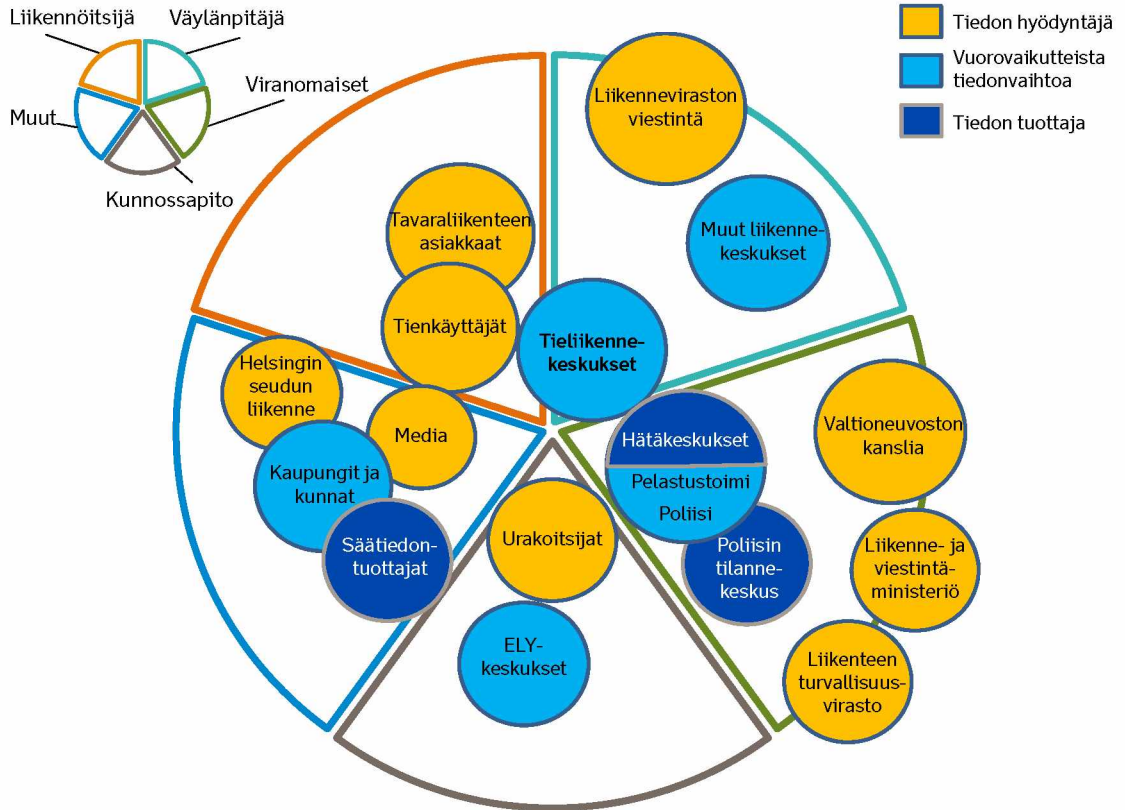 Liikennöitsijä
Väylänpitäjä
Viranomaiset
Muut
Kunnossapito
Tiedon hyödyntäjä
Vuorovaikutteista
tiedonvaihtoa
Tiedon tuottaja
Liikenneviraston
viestintä
Muut liikenne-
keskukset
Tavaraliikenteen
asiakkaat
Tienkäyttäjät
Tieliikenne-
keskukset
Helsingin
seudun
liikenne
Media
Kaupungit ja
kunnat
Säätiedon-
tuottajat
Hätäkeskukset
Pelastustoimi
Poliisi
Poliisin
tilanne-
keskus
Valtioneuvoston
kanslia
Liikenne- ja
viestintä-
ministeriö
Liikenteen
turvallisuus-
virasto
Urakoitsijat
ELY-
keskukset